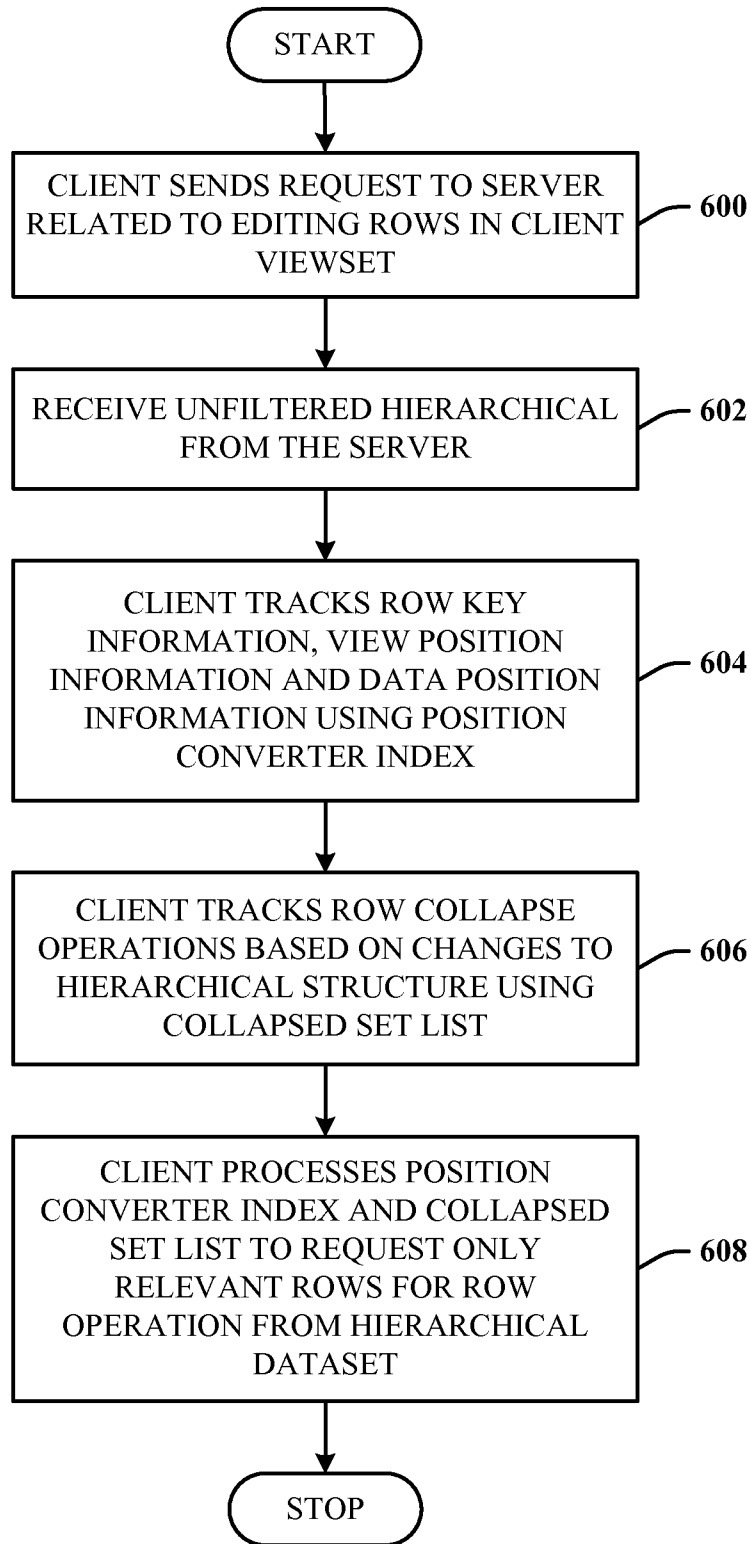 START
CLIENT SENDS REQUEST TO SERVER
RELATED TO EDITING ROWS IN CLIENT
VIEWSET
600
RECEIVE UNFILTERED HIERARCHICAL
FROM THE SERVER
602
CLIENT TRACKS ROW KEY
INFORMATION, VIEW POSITION
INFORMATION AND DATA POSITION
INFORMATION USING POSITION
CONVERTER INDEX
604
CLIENT TRACKS ROW COLLAPSE
OPERATIONS BASED ON CHANGES TO
HIERARCHICAL STRUCTURE USING
COLLAPSED SET LIST
606
CLIENT PROCESSES POSITION
CONVERTER INDEX AND COLLAPSED
SET LIST TO REQUEST ONLY
RELEVANT ROWS FOR ROW
OPERATION FROM HIERARCHICAL
DATASET
608
STOP